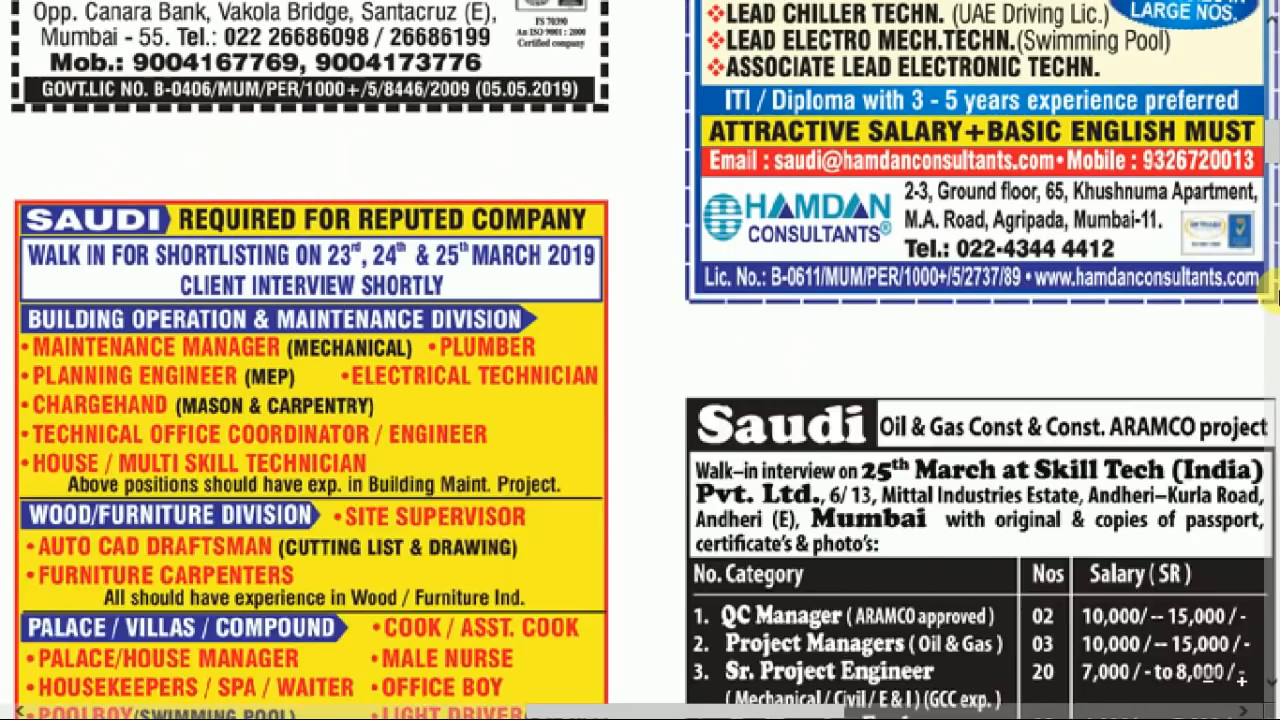 Opp. Canara Bank, Vakola Bridge, Santacruz (E),
Mumbai - 55. Tel.: 022 26686098 / 26686199
Mob.: 9004167769, 9004173776
IS 70390
An ISO 9001 : 2000
Certified company
GOVT.LIC NO. B-0406/MUM/PER/1000+/5/8446/2009 (05.05.2019)
SAUDI REQUIRED FOR REPUTED COMPANY
WALK IN FOR SHORTLISTING ON 23rd, 24th & 25th MARCH 2019
CLIENT INTERVIEW SHORTLY
BUILDING OPERATION & MAINTENANCE DIVISION
•MAINTENANCE MANAGER (MECHANICAL) •PLUMBER
•PLANNING ENGINEER (MEP) •ELECTRICAL TECHNICIAN
•CHARGEHAND (MASON & CARPENTRY)
•TECHNICAL OFFICE COORDINATOR / ENGINEER
•HOUSE / MULTI SKILL TECHNICIAN
Above positions should have exp. in Building Maint. Project.
WOOD/FURNITURE DIVISION •SITE SUPERVISOR
•AUTO CAD DRAFTSMAN (CUTTING LIST & DRAWING)
•FURNITURE CARPENTERS
All should have experience in Wood / Furniture Ind.
PALACE / VILLAS / COMPOUND •COOK / ASST. COOK
•PALACE/HOUSE MANAGER •MALE NURSE
•HOUSEKEEPERS / SPA / WAITER •OFFICE BOY
•POOLBOY(SWIMMING POOL) •LIGHT DRIVER
LARGE NOS.
❖LEAD CHILLER TECHN. (UAE Driving Lic.)
❖LEAD ELECTRO MECH.TECHN.(Swimming Pool)
❖ASSOCIATE LEAD ELECTRONIC TECHN.
ITI / Diploma with 3 - 5 years experience preferred
ATTRACTIVE SALARY+BASIC ENGLISH MUST
Email : saudi@hamdanconsultants.com• Mobile : 9326720013
HAMDAN
CONSULTANTS®
2-3, Ground floor, 65, Khushnuma Apartment,
M.A. Road, Agripada, Mumbai-11.
Tel.: 022-4344 4412
Lic. No.: B-0611/MUM/PER/1000+/5/2737/89 • www.hamdanconsultants.com
Saudi Oil & Gas Const & Const. ARAMCO project
Walk-in interview on 25th March at Skill Tech (India)
Pvt. Ltd., 6/ 13, Mittal Industries Estate, Andheri-Kurla Road,
Andheri (E), Mumbai with original & copies of passport,
certificate's & photo's:
No. Category Nos Salary ( SR )
1. QC Manager ( ARAMCO approved ) 02 10,000/-- 15,000 / -
2. Project Managers ( Oil & Gas ) 03 10,000/-- 15,000 / -
3. Sr. Project Engineer 20 7,000 / - to 8,000 / -
( Mechanical / Civil / E & I ) (GCC exp. )